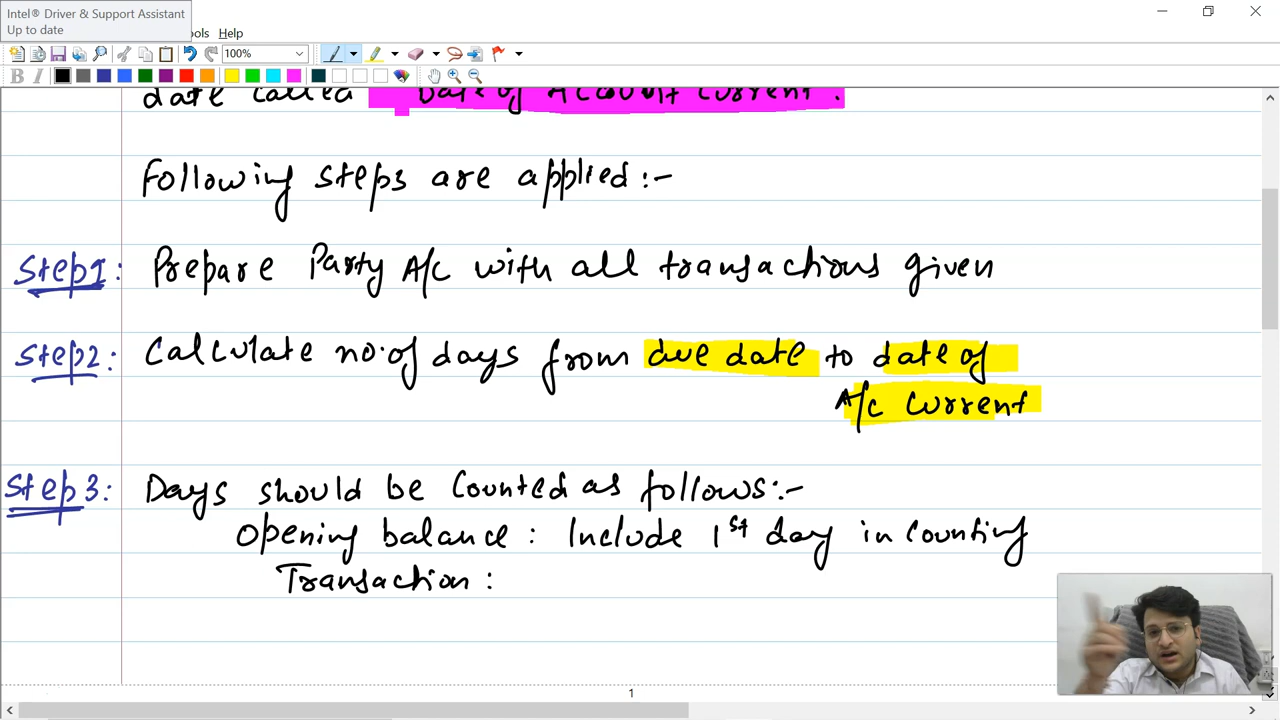 Intel® Driver & Support Assistant
Up to date
ols Help
100%
B I
date called "Date of Account Current".
Following steps are applied:-
Step1: Prepare Party A/c with all transactions given
Step2: Calculate no. of days from due date to date of
A/c Current
Step3: Days should be Counted as follows:-
Opening balance: Include 1st day in Counting
Transaction:
1